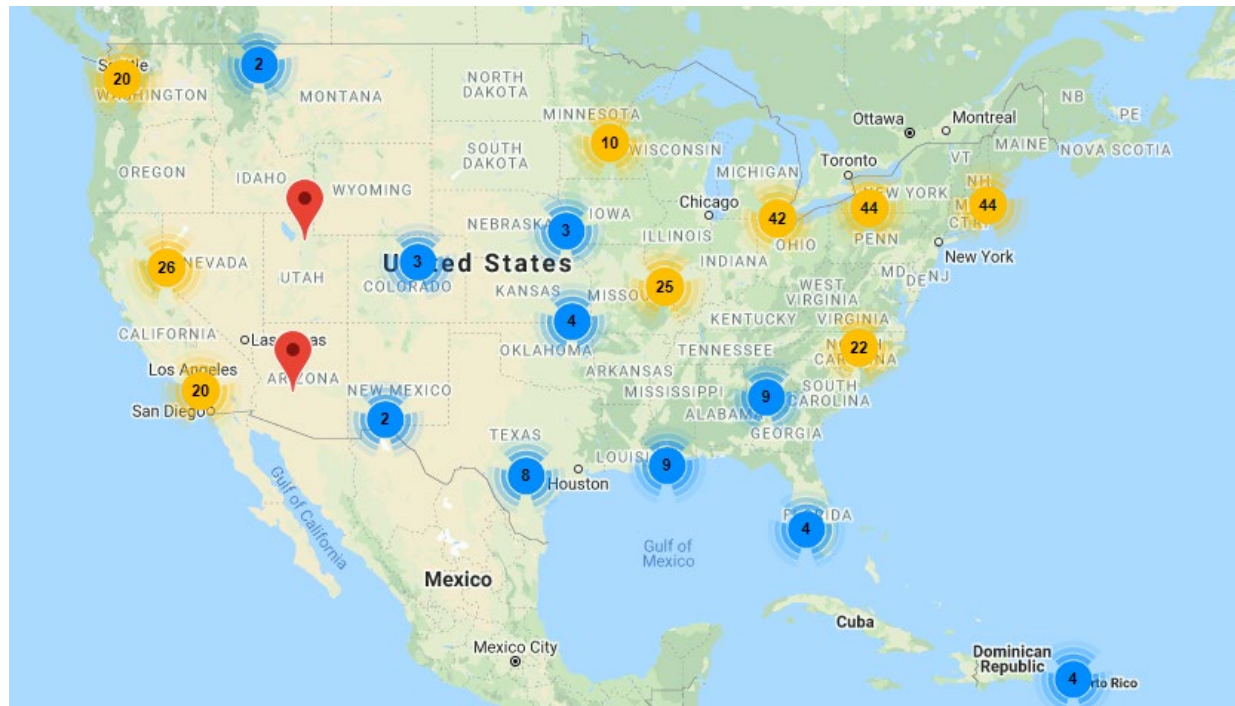 Seattle
20
WASHINGTON
2
MONTANA
NORTH
DAKOTA
MINNESOTA
10
WISCONSIN
SOUTH
DAKOTA
OREGON
IDAHO
WYOMING
Ottawa
Montreal
NB
PE
MAINE
NOVA SCOTIA
VT
NH
Toronto
MICHIGAN
NEW YORK
44
44
42
Chicago
NEBRASKA
IOWA
3
ILLINOIS
OHIO
PENN
New York
INDIANA
MD
DE
NJ
26
NEVADA
UTAH
3
United States
COLORADO
KANSAS
MISSOURI
25
WEST
VIRGINIA
KENTUCKY
VIRGINIA
4
CALIFORNIA
Las Vegas
OKLAHOMA
TENNESSEE
22
NORTH
CAROLINA
Los Angeles
20
ARIZONA
NEW MEXICO
ARKANSAS
MISSISSIPPI
SOUTH
CAROLINA
9
ALABAMA
GEORGIA
San Diego
2
TEXAS
LOUISI
9
8
Houston
4
FLORIDA
Gulf of California
Gulf of
Mexico
Mexico
Cuba
Mexico City
Dominican
Republic
4
rto Rico